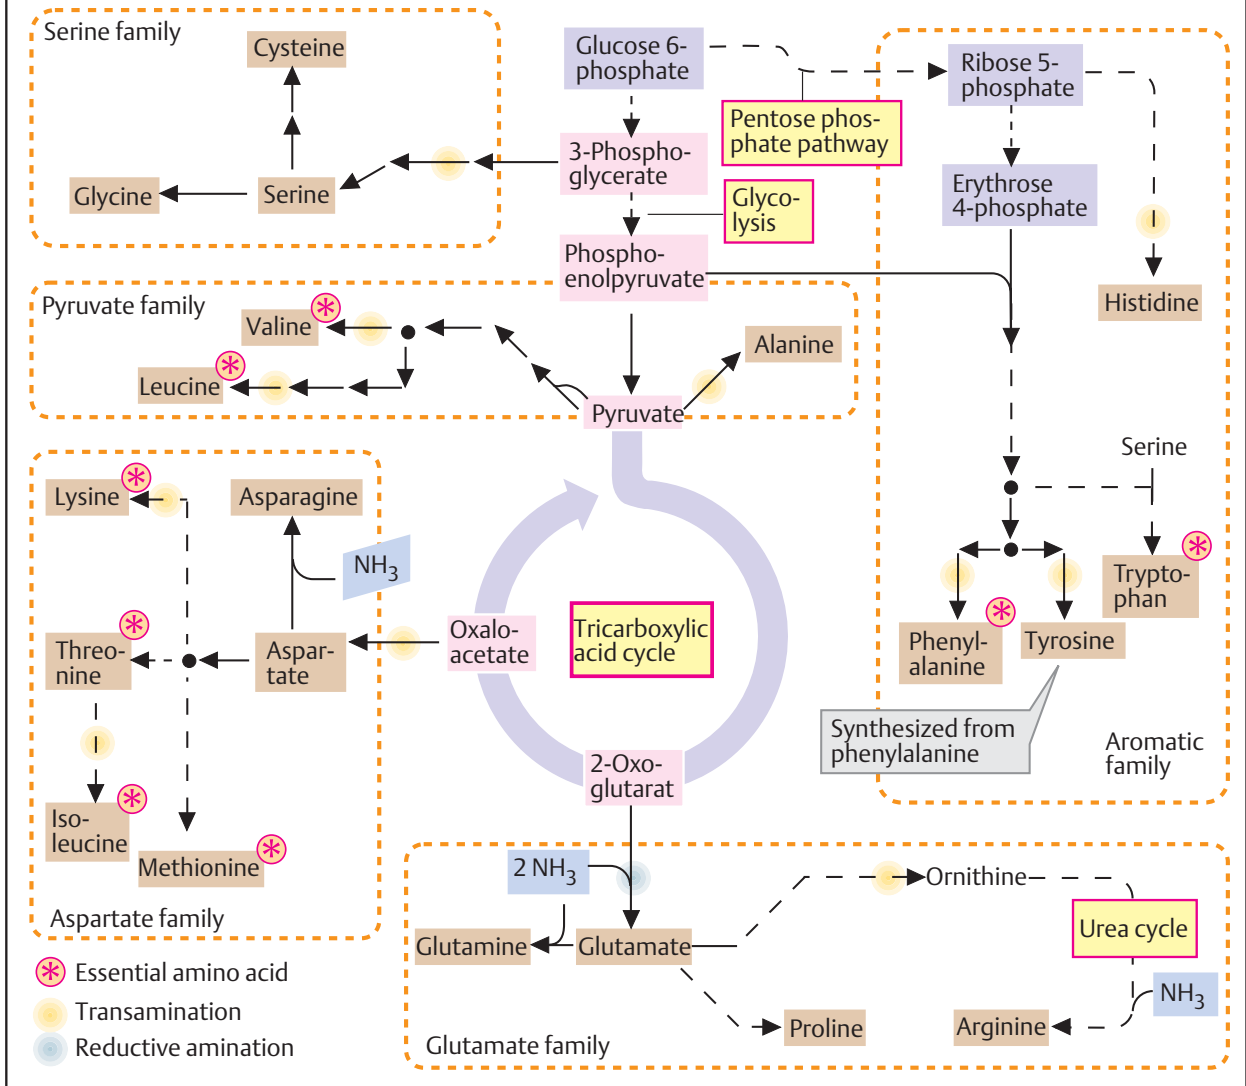 Serine family
Cysteine
Glycine
Serine
Glucose 6-
phosphate
3-Phospho-
glycerate
Pentose phos-
phate pathway
Glyco-
lysis
Phospho-
enolpyruvate
Ribose 5-
phosphate
Erythrose
4-phosphate
Histidine
Pyruvate family
Valine
*
Leucine
*
Alanine
Pyruvate
Lysine
*
Asparagine
NH3
Threo-
nine
*
Aspar-
tate
Oxalo-
acetate
Tricarboxylic
acid cycle
Iso-
leucine
*
Methionine
*
Aspartate family
2-Oxo-
glutarat
Serine
Trypto-
phan
*
Phenyl-
alanine
*
Tyrosine
Synthesized from
phenylalanine
Aromatic
family
2 NH3
Glutamine
Glutamate
Ornithine
Urea cycle
NH3
Proline
Arginine
Glutamate family
* Essential amino acid
Transamination
Reductive amination